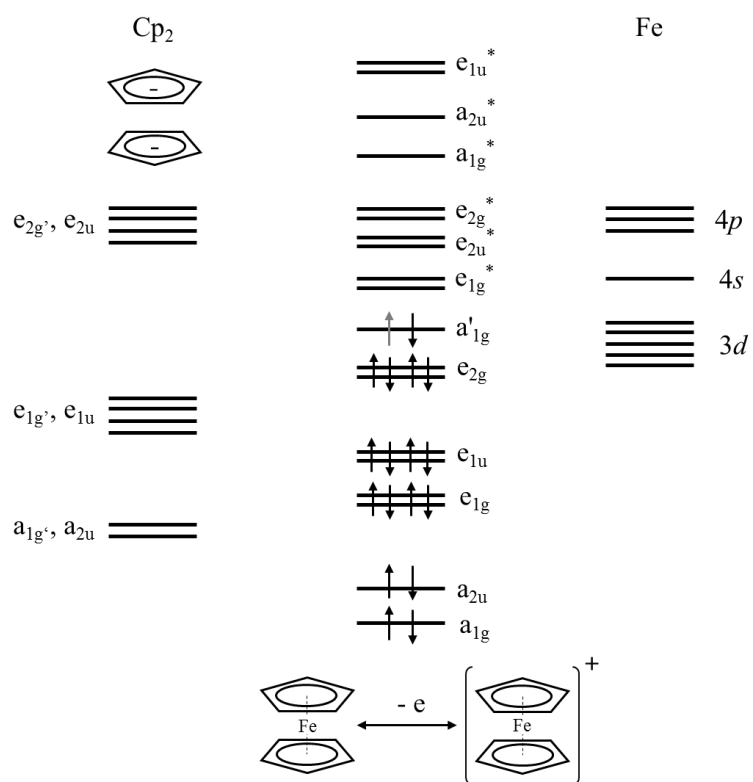 Cp₂ Fe
e₁ᵤ*
a₂ᵤ*
-
-
a₁g*
e₂g’, e₂ᵤ e₂g* 4p
e₂ᵤ*
e₁g* 4s
a'₁g
3d
e₂g
e₁g’, e₁ᵤ
e₁ᵤ
e₁g
a₁g‘, a₂ᵤ
a₂ᵤ
a₁g
+
- e
Fe Fe